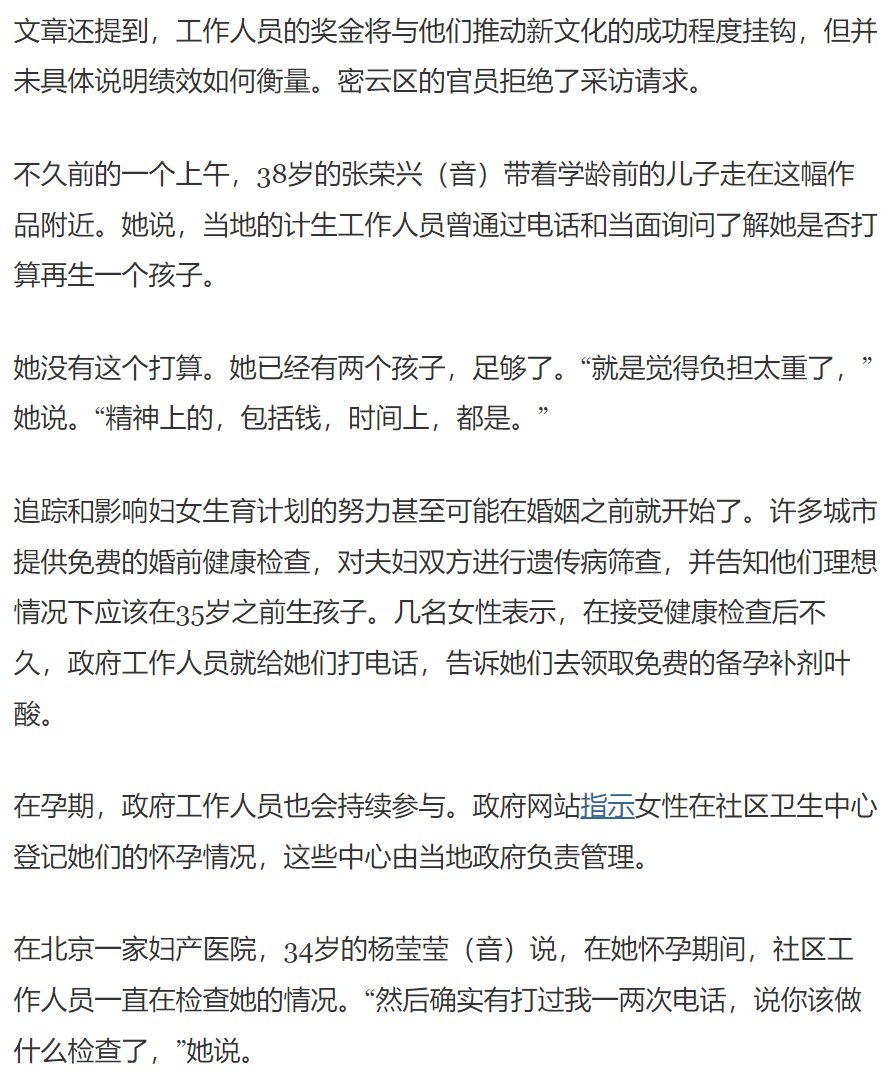 文章还提到，工作人员的奖金将与他们推动新文化的成功程度挂钩，但并
未具体说明绩效如何衡量。密云区的官员拒绝了采访请求。
不久前的一个上午，38岁的张荣兴（音）带着学龄前的儿子走在这幅作
品附近。她说，当地的计生工作人员曾通过电话和当面询问了解她是否打
算再生一个孩子。
她没有这个打算。她已经有两个孩子，足够了。“就是觉得负担太重了，”
她说。“精神上的，包括钱，时间上，都是。”
追踪和影响妇女生育计划的努力甚至可能在婚姻之前就开始了。许多城市
提供免费的婚前健康检查，对夫妇双方进行遗传病筛查，并告知他们理想
情况下应该在35岁之前生孩子。几名女性表示，在接受健康检查后不
久，政府工作人员就给她们打电话，告诉她们去领取免费的备孕补剂叶
酸。
在孕期，政府工作人员也会持续参与。政府网站指示女性在社区卫生中心
登记她们的怀孕情况，这些中心由当地政府负责管理。
在北京一家妇产医院，34岁的杨莹莹（音）说，在她怀孕期间，社区工
作人员一直在检查她的情况。“然后确实有打过我一两次电话，说你该做
什么检查了，”她说。